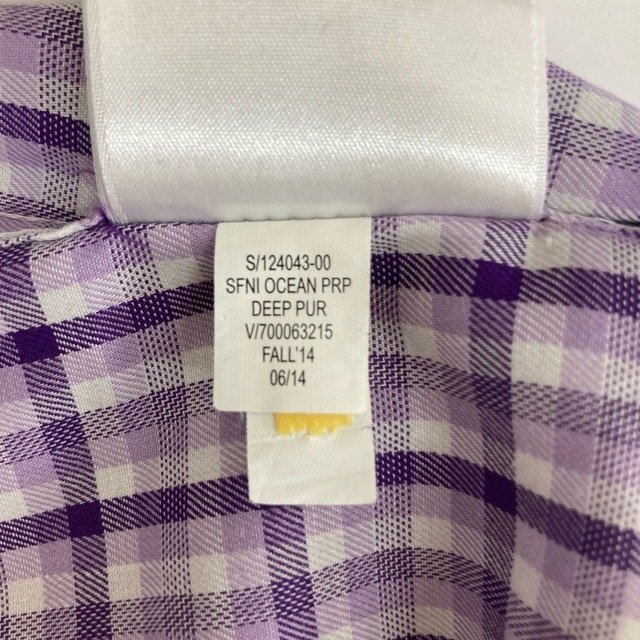 S/124043-00
SFNI OCEAN PRP
DEEP PUR
V/700063215
FALL'14
06/14